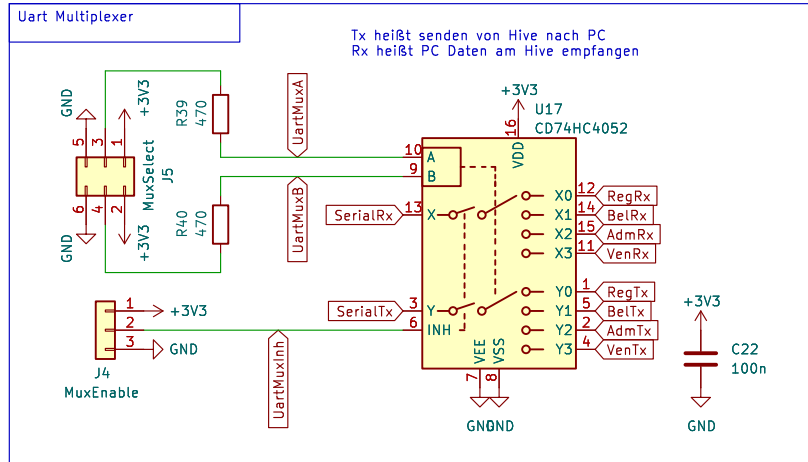 Uart Multiplexer
Tx heißt senden von Hive nach PC
Rx heißt PC Daten am Hive empfangen
GND
+3V3
5
3
1
6
4
2
J5
MuxSelect
GND
+3V3
R39
470
R40
470
UartMuxA
UartMuxB
+3V3
U17
CD74HC4052
16
VDD
10
A
9
B
13
X
SerialRx
3
Y
SerialTx
6
INH
X0
12
RegRx
X1
14
BelRx
X2
15
AdmRx
X3
11
VenRx
Y0
1
RegTx
Y1
5
BelTx
Y2
2
AdmTx
Y3
4
VenTx
VEE
VSS
7
8
GND
GND
1
+3V3
2
3
GND
J4
MuxEnable
UartMuxInh
+3V3
C22
100n
GND